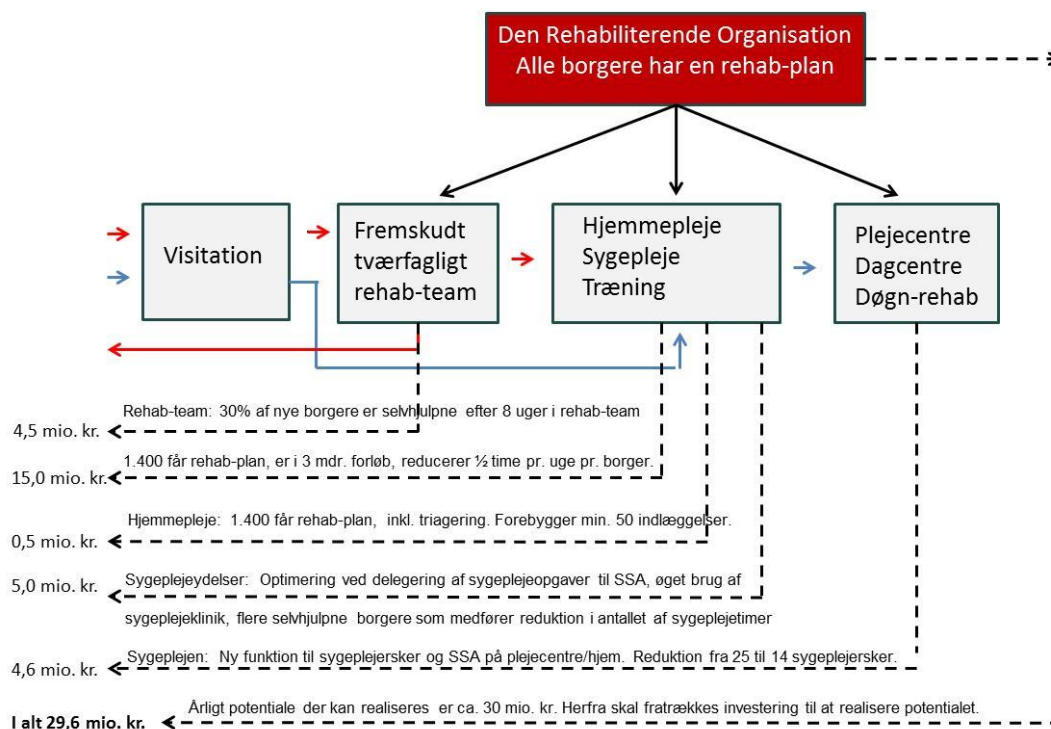 Den Rehabiliterende Organisation
Alle borgere har en rehab-plan
Visitation
Fremskudt
tværfagligt
rehab-team
Hjemmepleje
Sygepleje
Træning
Plejecentre
Dagcentre
Døgn-rehab
Rehab-team: 30% af nye borgere er selvhjulpne efter 8 uger i rehab-team
4,5 mio. kr.
1.400 får rehab-plan, er i 3 mdr. forløb, reducerer ½ time pr. uge pr. borger.
15,0 mio. kr.
Hjemmepleje: 1.400 får rehab-plan, inkl. triagering. Forebygger min. 50 indlæggelser.
0,5 mio. kr.
5,0 mio. kr.
Sygeplejeydelser: Optimering ved delegering af sygeplejeopgaver til SSA, øget brug af
sygeplejeklinik, flere selvhjulpne borgere som medfører reduktion i antallet af sygeplejetimer
Sygeplejen: Ny funktion til sygeplejersker og SSA på plejecentre/hjem. Reduktion fra 25 til 14 sygeplejersker.
4,6 mio. kr.
Årligt potentiale der kan realiseres er ca. 30 mio. kr. Herfra skal fratrækkes investering til at realisere potentialet.
I alt 29,6 mio. kr.